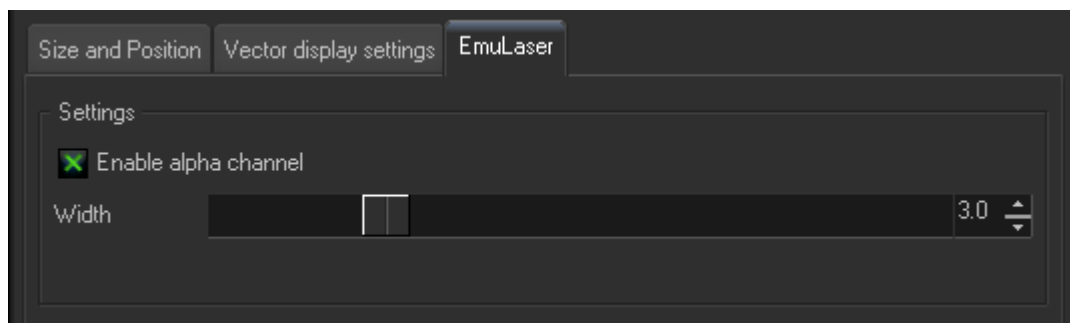 Size and Position Vector display settings EmuLaser
Settings
Enable alpha channel
Width 3.0